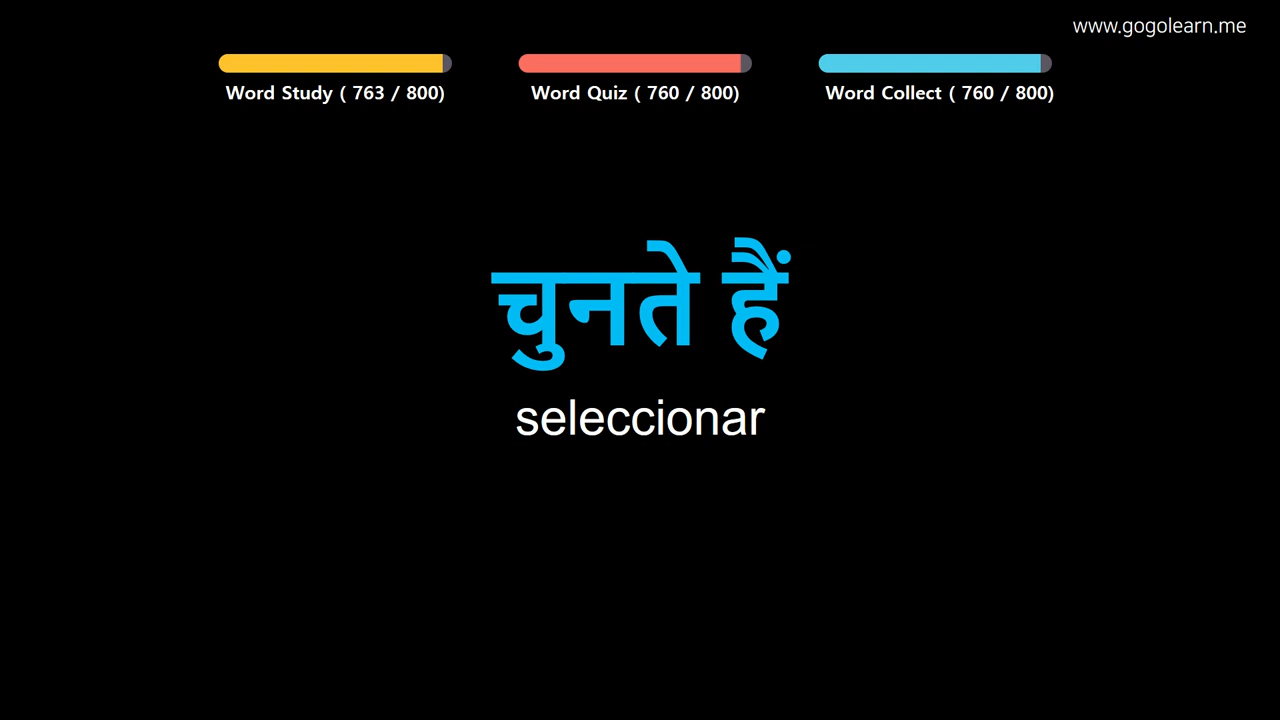 www.gogolearn.me
Word Study ( 763 / 800)
Word Quiz ( 760 / 800)
Word Collect ( 760 / 800)
चुनते हैं
seleccionar